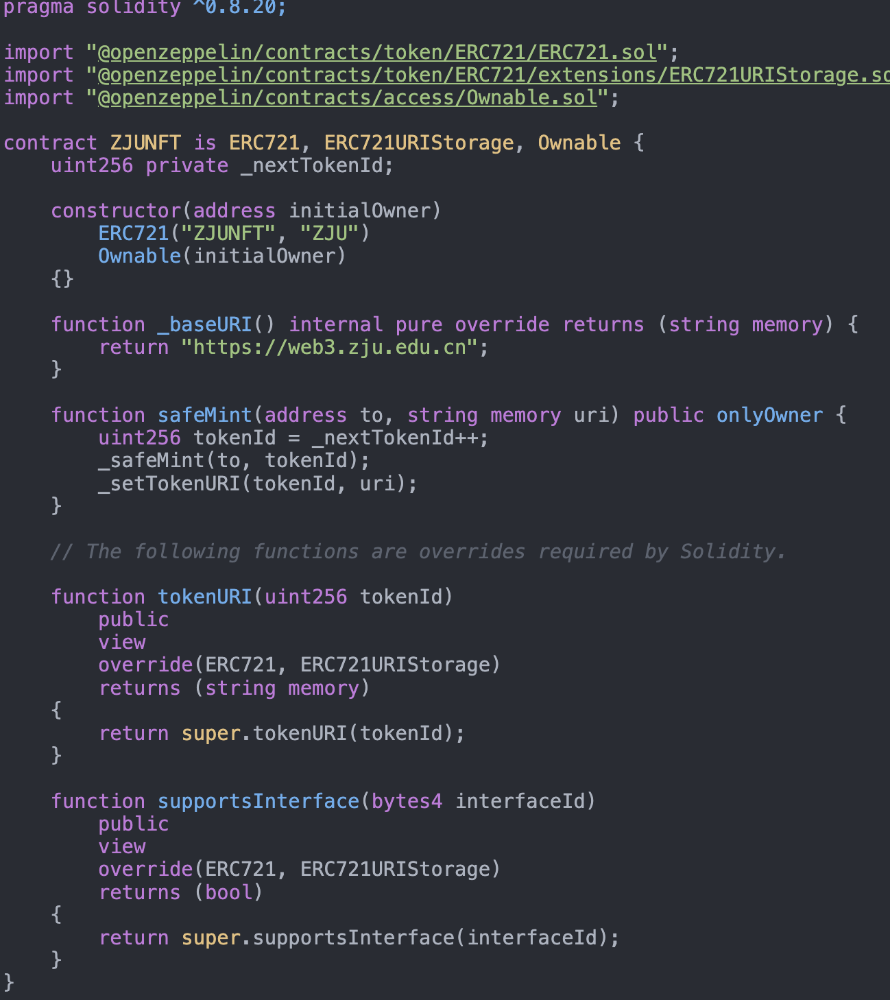 pragma solidity ^0.8.20;
import "@openzeppelin/contracts/token/ERC721/ERC721.sol";
import "@openzeppelin/contracts/token/ERC721/extensions/ERC721URIStorage.so
import "@openzeppelin/contracts/access/Ownable.sol";
contract ZJUNFT is ERC721, ERC721URIStorage, Ownable {
    uint256 private _nextTokenId;
    constructor(address initialOwner)
        ERC721("ZJUNFT", "ZJU")
        Ownable(initialOwner)
    {}
    function _baseURI() internal pure override returns (string memory) {
        return "https://web3.zju.edu.cn";
    }
    function safeMint(address to, string memory uri) public onlyOwner {
        uint256 tokenId = _nextTokenId++;
        _safeMint(to, tokenId);
        _setTokenURI(tokenId, uri);
    }
    // The following functions are overrides required by Solidity.
    function tokenURI(uint256 tokenId)
        public
        view
        override(ERC721, ERC721URIStorage)
        returns (string memory)
    {
        return super.tokenURI(tokenId);
    }
    function supportsInterface(bytes4 interfaceId)
        public
        view
        override(ERC721, ERC721URIStorage)
        returns (bool)
    {
        return super.supportsInterface(interfaceId);
    }
}